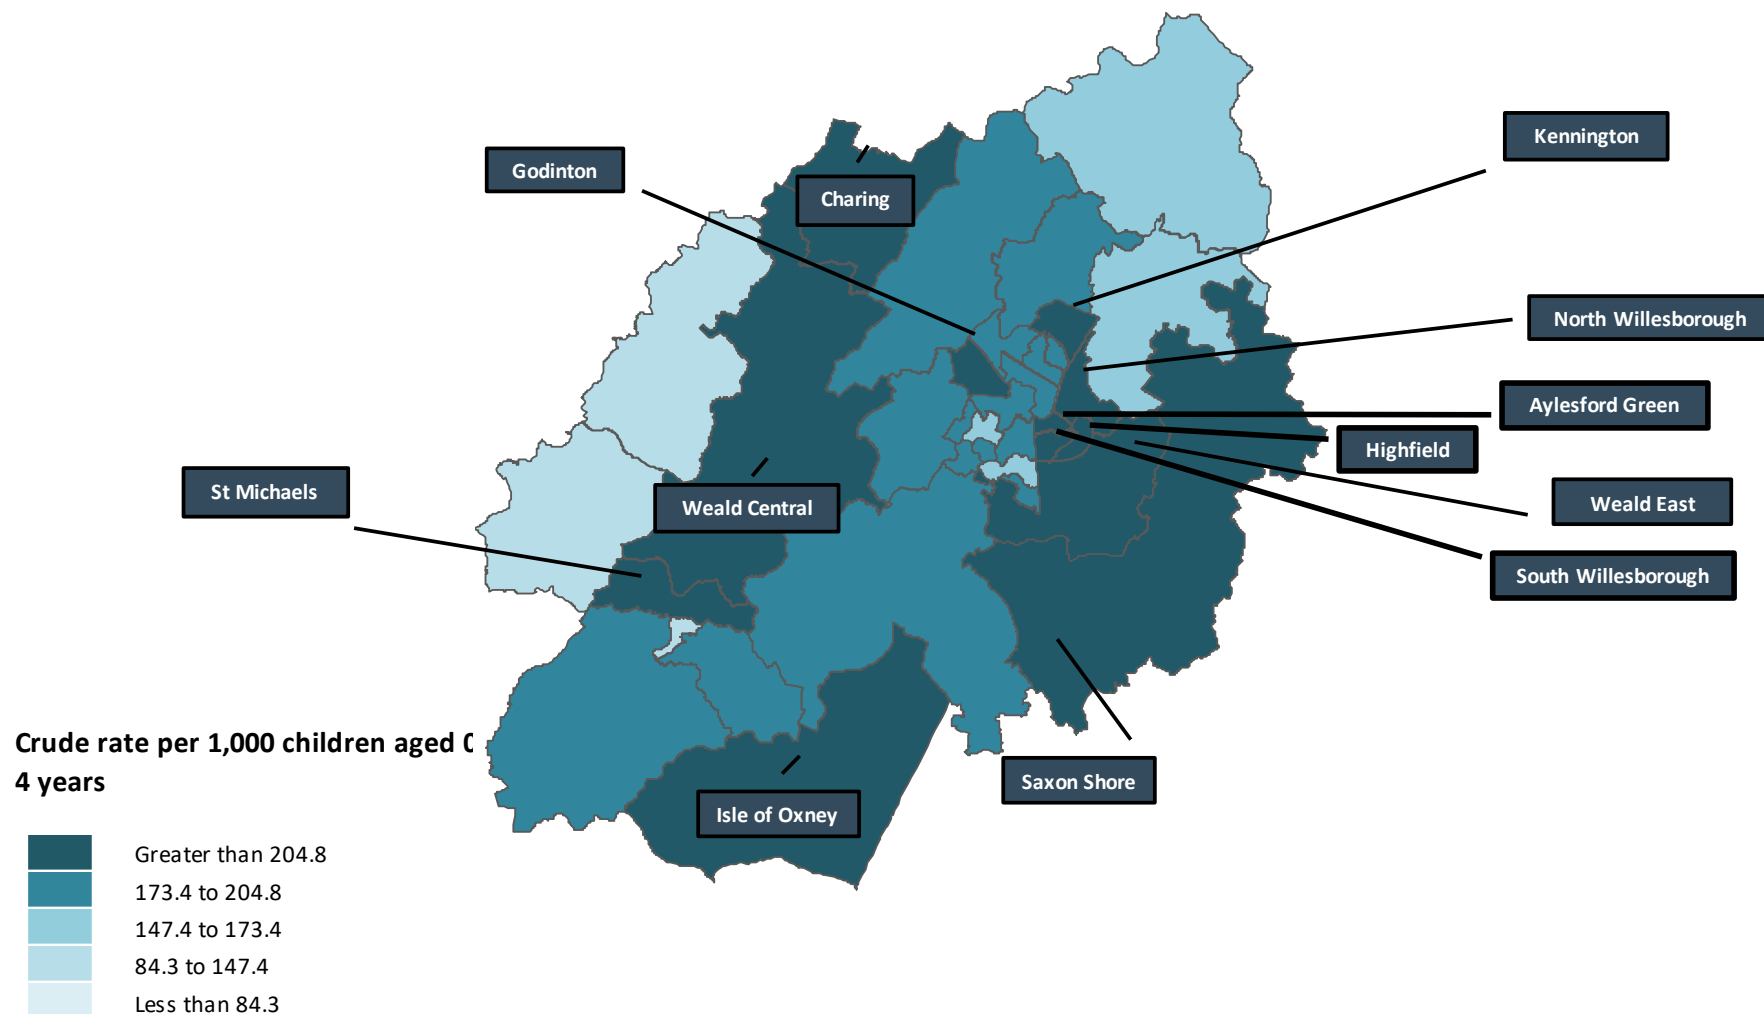 Kennington
Godinton
Charing
North Willesborough
Aylesford Green
Highfield
St Michaels
Weald Central
Weald East
South Willesborough
Saxon Shore
Isle of Oxney
Crude rate per 1,000 children aged 0
4 years
Greater than 204.8
173.4 to 204.8
147.4 to 173.4
84.3 to 147.4
Less than 84.3